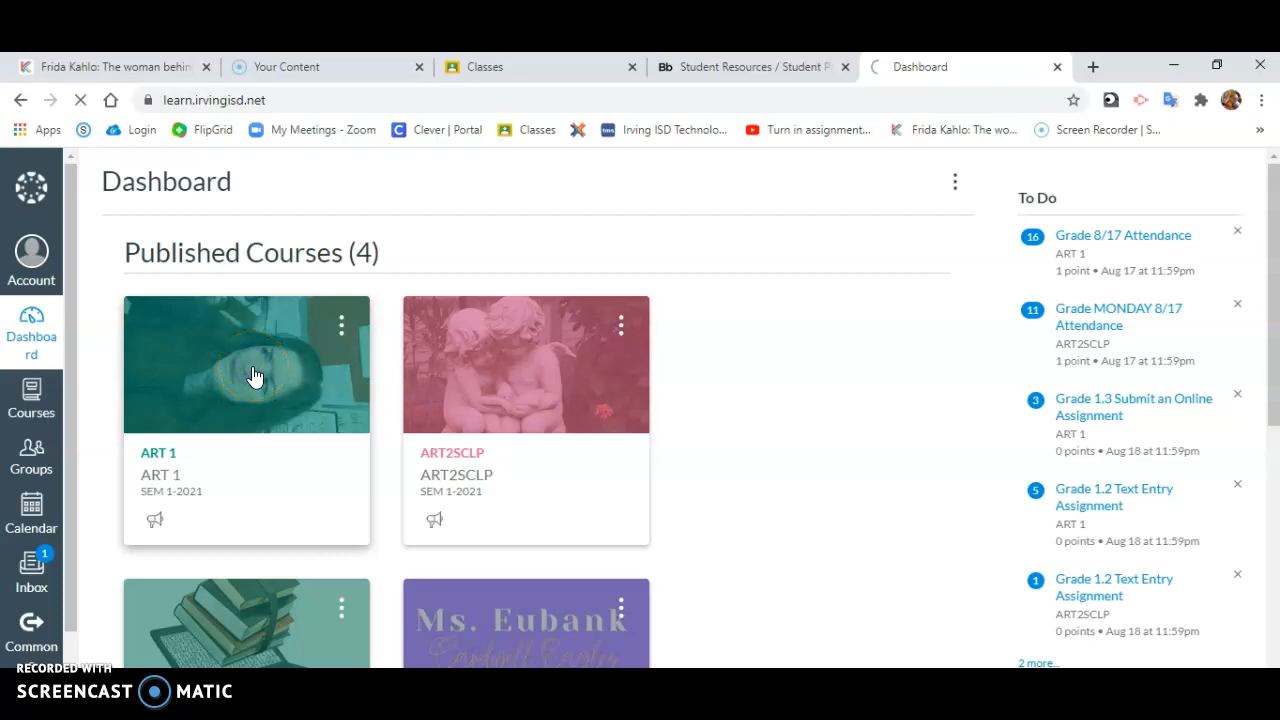 Frida Kahlo: The woman behin
Your Content
Classes
Bb Student Resources / Student P
Dashboard
learn.irvingisd.net
Apps
Login
FlipGrid
My Meetings - Zoom
Clever | Portal
Classes
tms Irving ISD Technolo...
Turn in assignment...
Frida Kahlo: The wo...
Screen Recorder | S...
»
Account
Dashboa
rd
Courses
Groups
Calendar
1
Inbox
Common
Dashboard
Published Courses (4)
ART 1
ART 1
SEM 1-2021
ART2SCLP
ART2SCLP
SEM 1-2021
Ms. Eubank
Cardwell Eagles
To Do
16 Grade 8/17 Attendance
ART 1
1 point • Aug 17 at 11:59pm
11 Grade MONDAY 8/17
Attendance
ART2SCLP
1 point • Aug 17 at 11:59pm
3 Grade 1.3 Submit an Online
Assignment
ART 1
0 points • Aug 18 at 11:59pm
5 Grade 1.2 Text Entry
Assignment
ART 1
0 points • Aug 18 at 11:59pm
1 Grade 1.2 Text Entry
Assignment
ART2SCLP
0 points • Aug 18 at 11:59pm
2 more...
RECORDED WITH
SCREENCAST MATIC